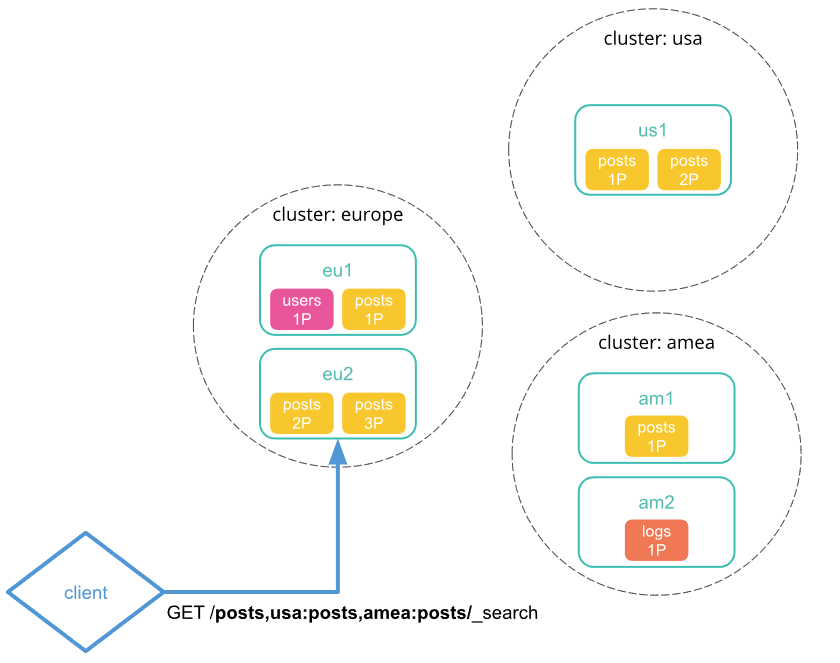 cluster: usa
us1
posts
1P
posts
2P
cluster: europe
eu1
users
1P
posts
1P
eu2
posts
2P
posts
3P
cluster: amea
am1
posts
1P
am2
logs
1P
client
GET /posts,usa:posts,amea:posts/_search